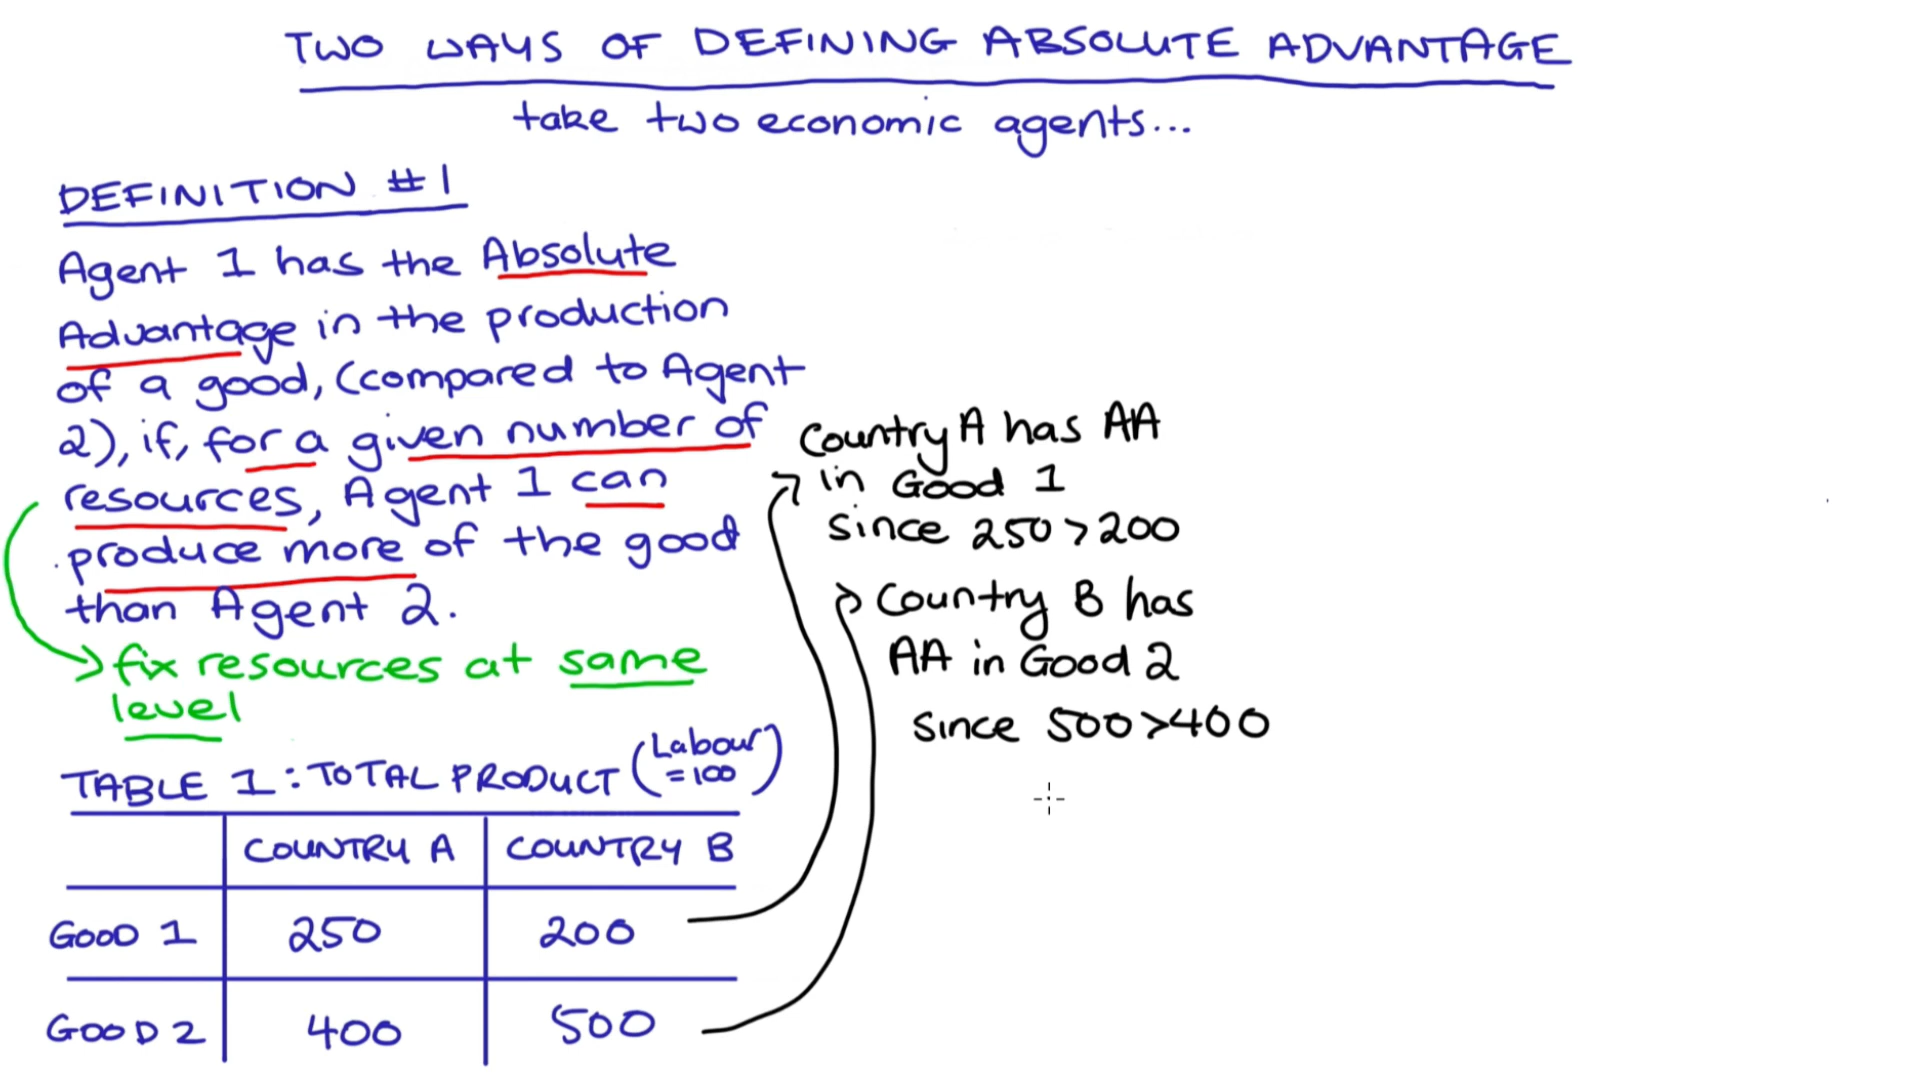 TWO WAYS OF DEFINING ABSOLUTE ADVANTAGE
take two economic agents...
DEFINITION #1
Agent 1 has the Absolute
Advantage in the production
of a good, (compared to Agent
2), if, for a given number of
resources, Agent 1 can
produce more of the good
than Agent 2.
fix resources at same
level
TABLE 1: TOTAL PRODUCT (Labour
=100)
COUNTRY A COUNTRY B
GOOD 1 250 200
GOOD 2 400 500
Country A has AA
in Good 1
since 250>200
Country B has
AA in Good 2
since 500>400